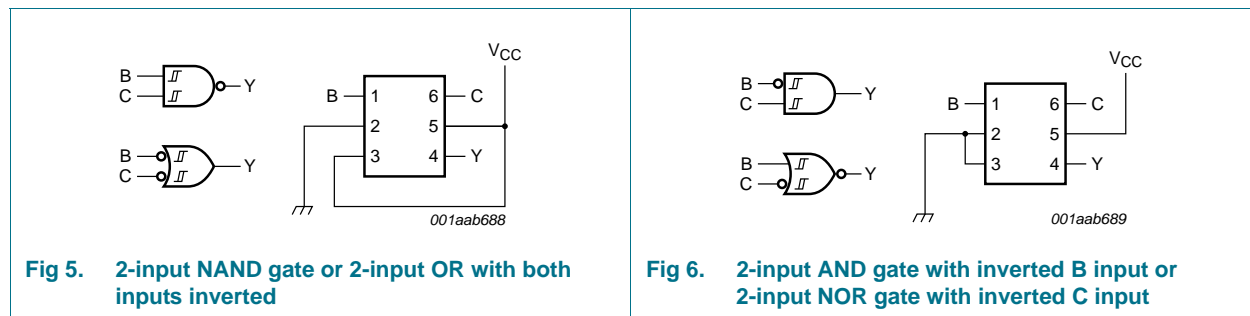 B
C
Y
B
C
Y
VCC
B
1
6
C
2
5
3
4
Y
001aab688
Fig 5. 2-input NAND gate or 2-input OR with both
inputs inverted
B
C
Y
B
C
Y
VCC
B
1
6
C
2
5
3
4
Y
001aab689
Fig 6. 2-input AND gate with inverted B input or
2-input NOR gate with inverted C input